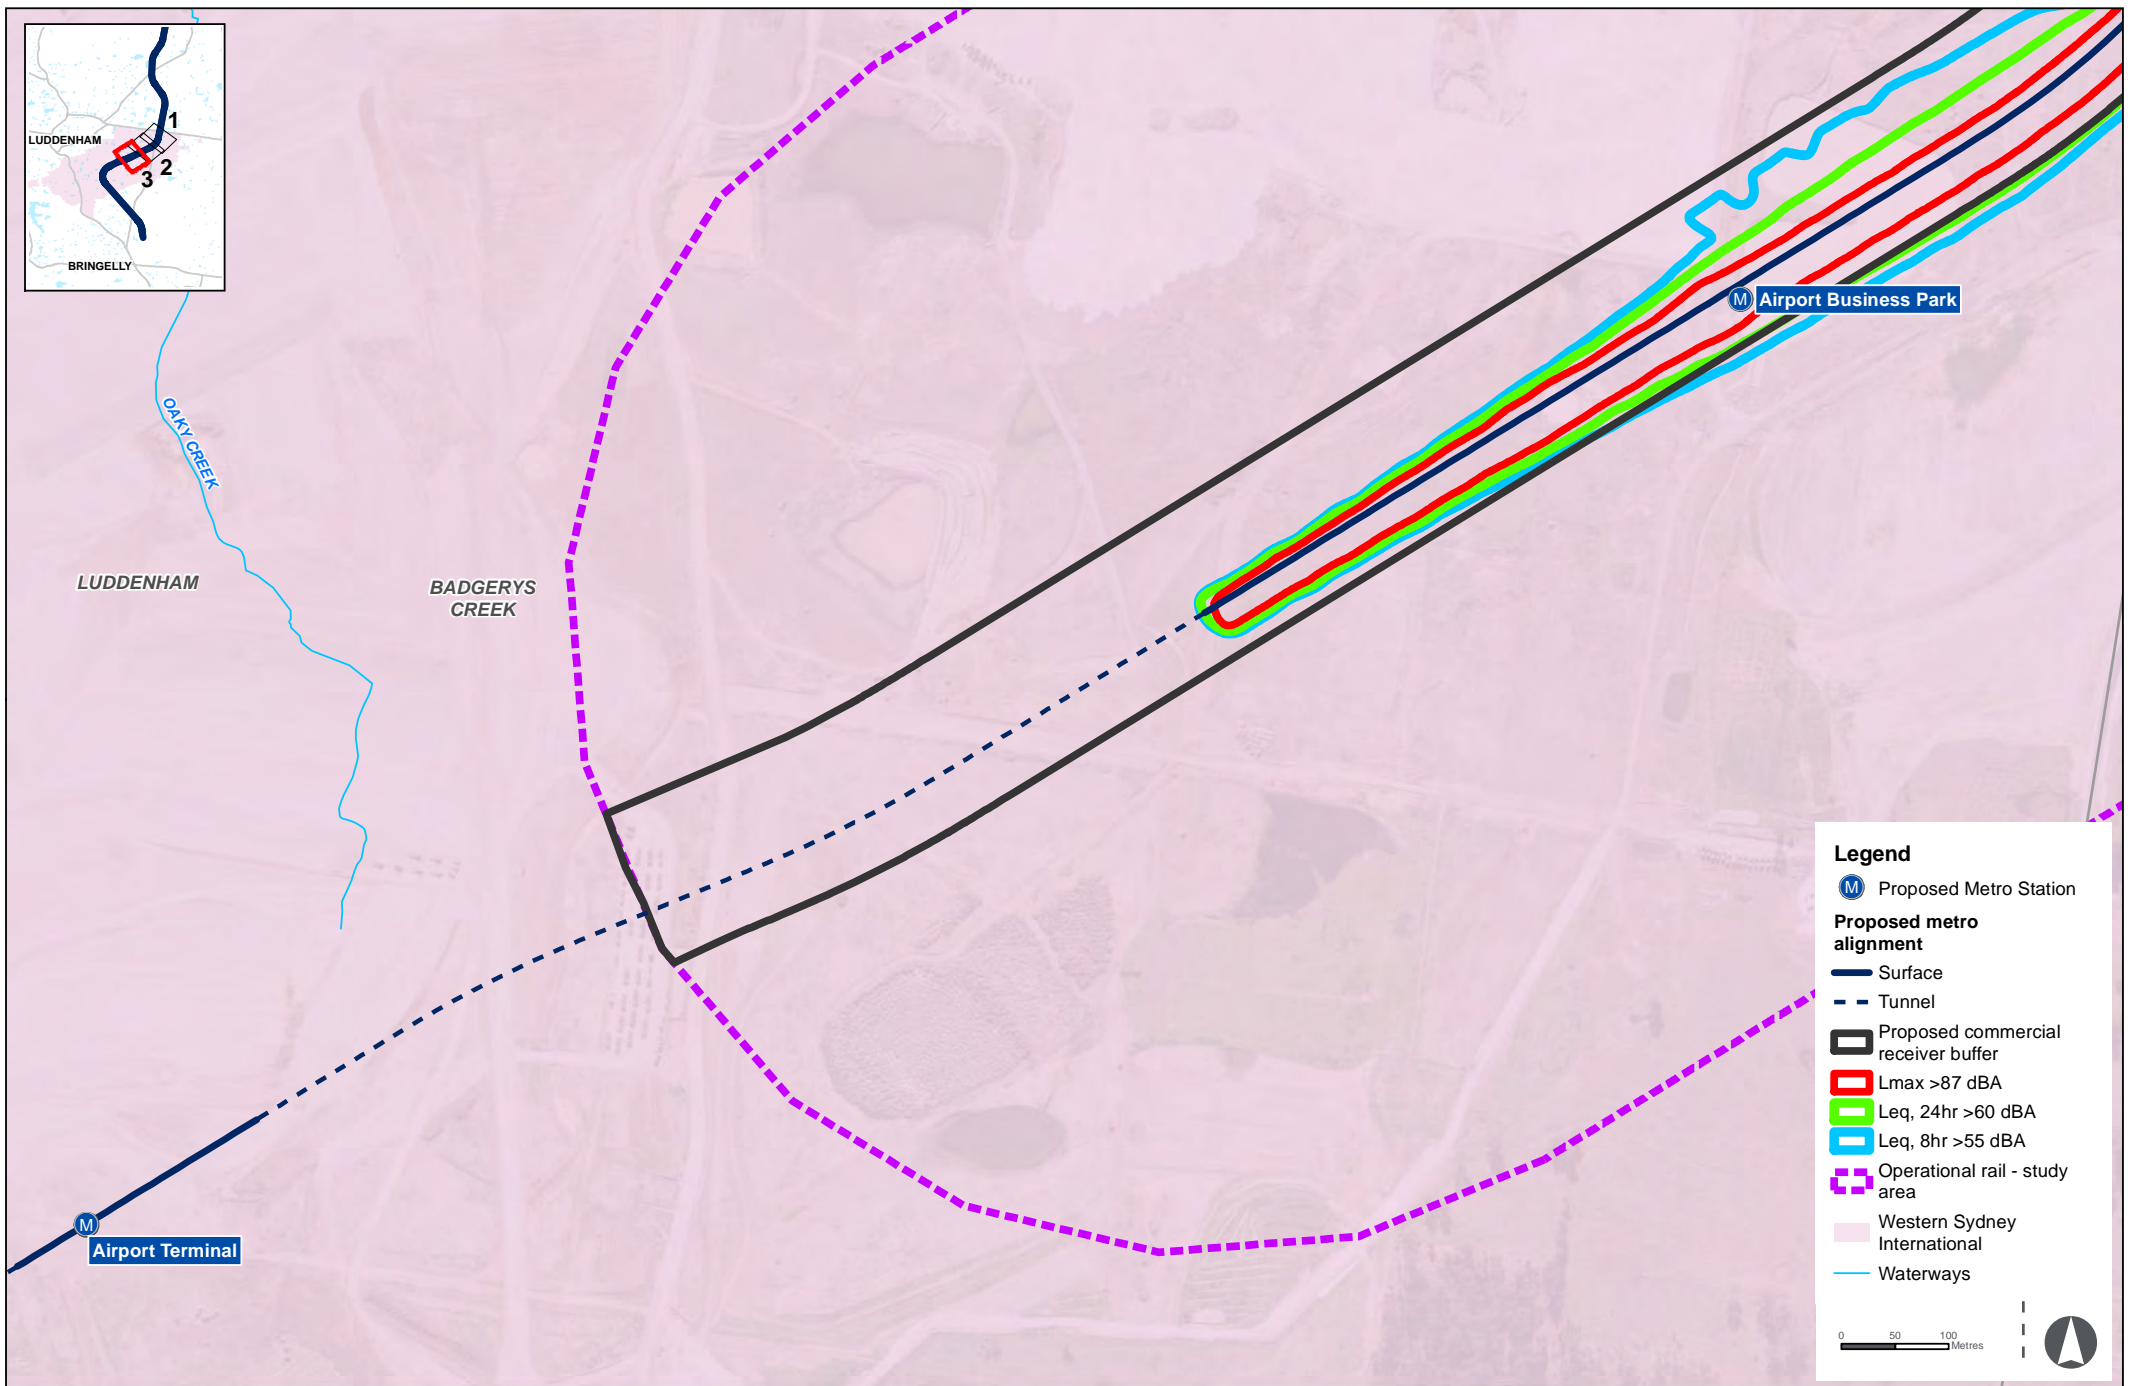 LUDDENHAM
1
2
3
BRINGELLY
OAKY CREEK
LUDDENHAM
BADGERYS
CREEK
M Airport Business Park
M
Airport Terminal
Legend
M Proposed Metro Station
Proposed metro
alignment
Surface
Tunnel
Proposed commercial
receiver buffer
Lmax >87 dBA
Leq, 24hr >60 dBA
Leq, 8hr >55 dBA
Operational rail - study
area
Western Sydney
International
Waterways
0 50 100
Metres